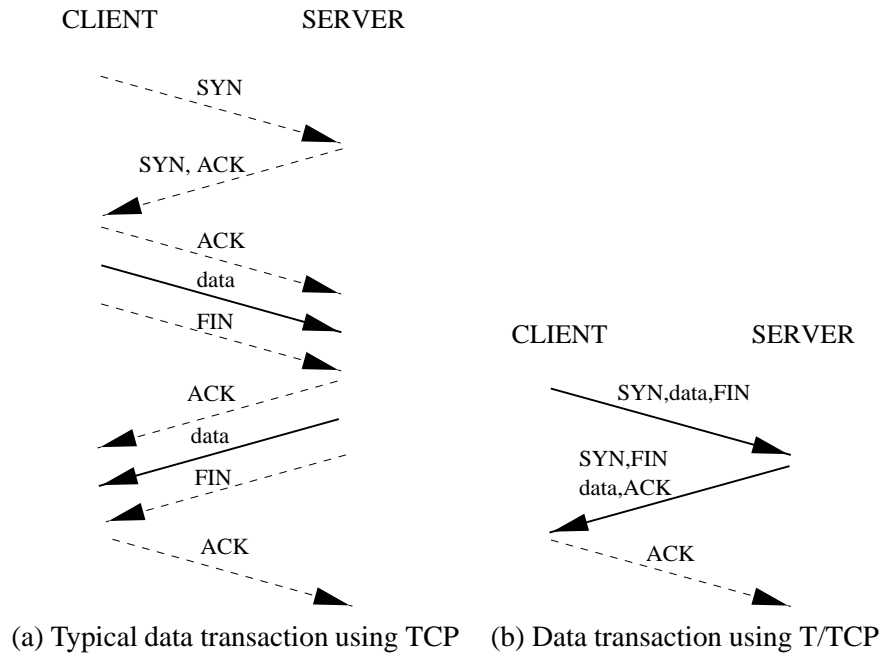 CLIENT SERVER
SYN
SYN, ACK
ACK
data
FIN
ACK
data
FIN
ACK
(a) Typical data transaction using TCP
CLIENT SERVER
SYN,data,FIN
SYN,FIN
data,ACK
ACK
(b) Data transaction using T/TCP